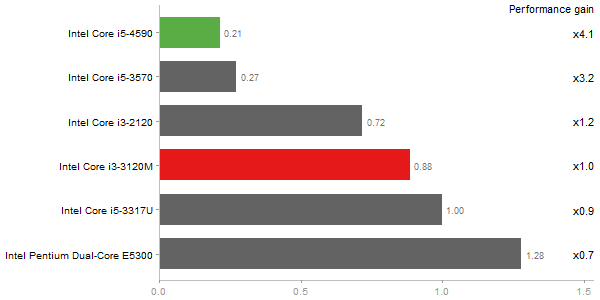 Performance gain
Intel Core i5-4590 0.21 x4.1
Intel Core i5-3570 0.27 x3.2
Intel Core i3-2120 0.72 x1.2
Intel Core i3-3120M 0.88 x1.0
Intel Core i5-3317U 1.00 x0.9
Intel Pentium Dual-Core E5300 1.28 x0.7
0.0 0.5 1.0 1.5